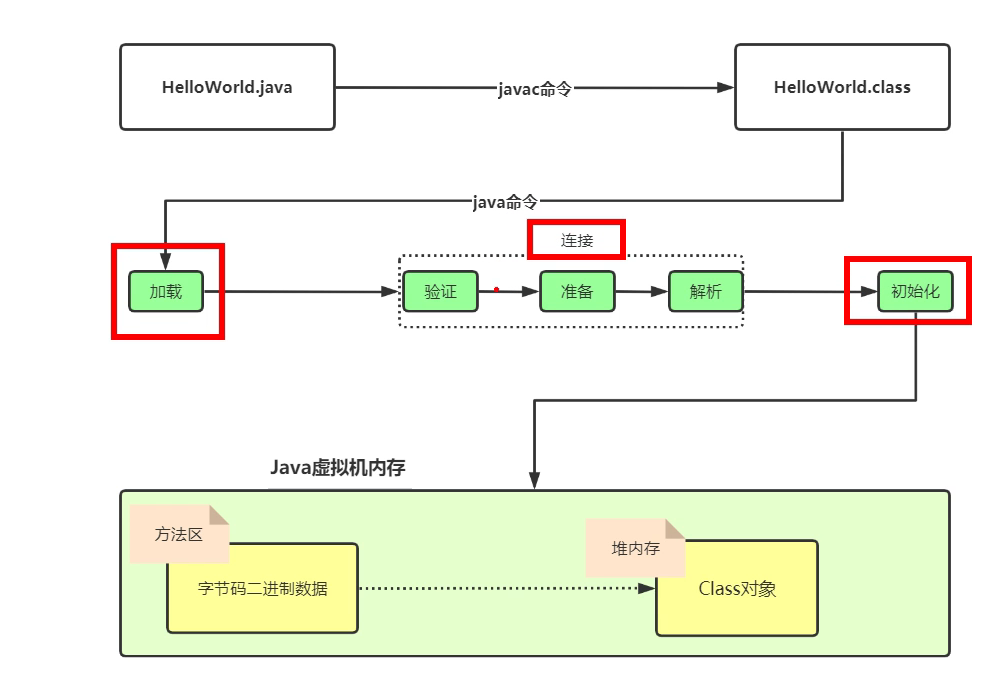 HelloWorld.java
javac命令
HelloWorld.class
java命令
连接
加载
验证
准备
解析
初始化
Java虚拟机内存
方法区
堆内存
字节码二进制数据
Class对象